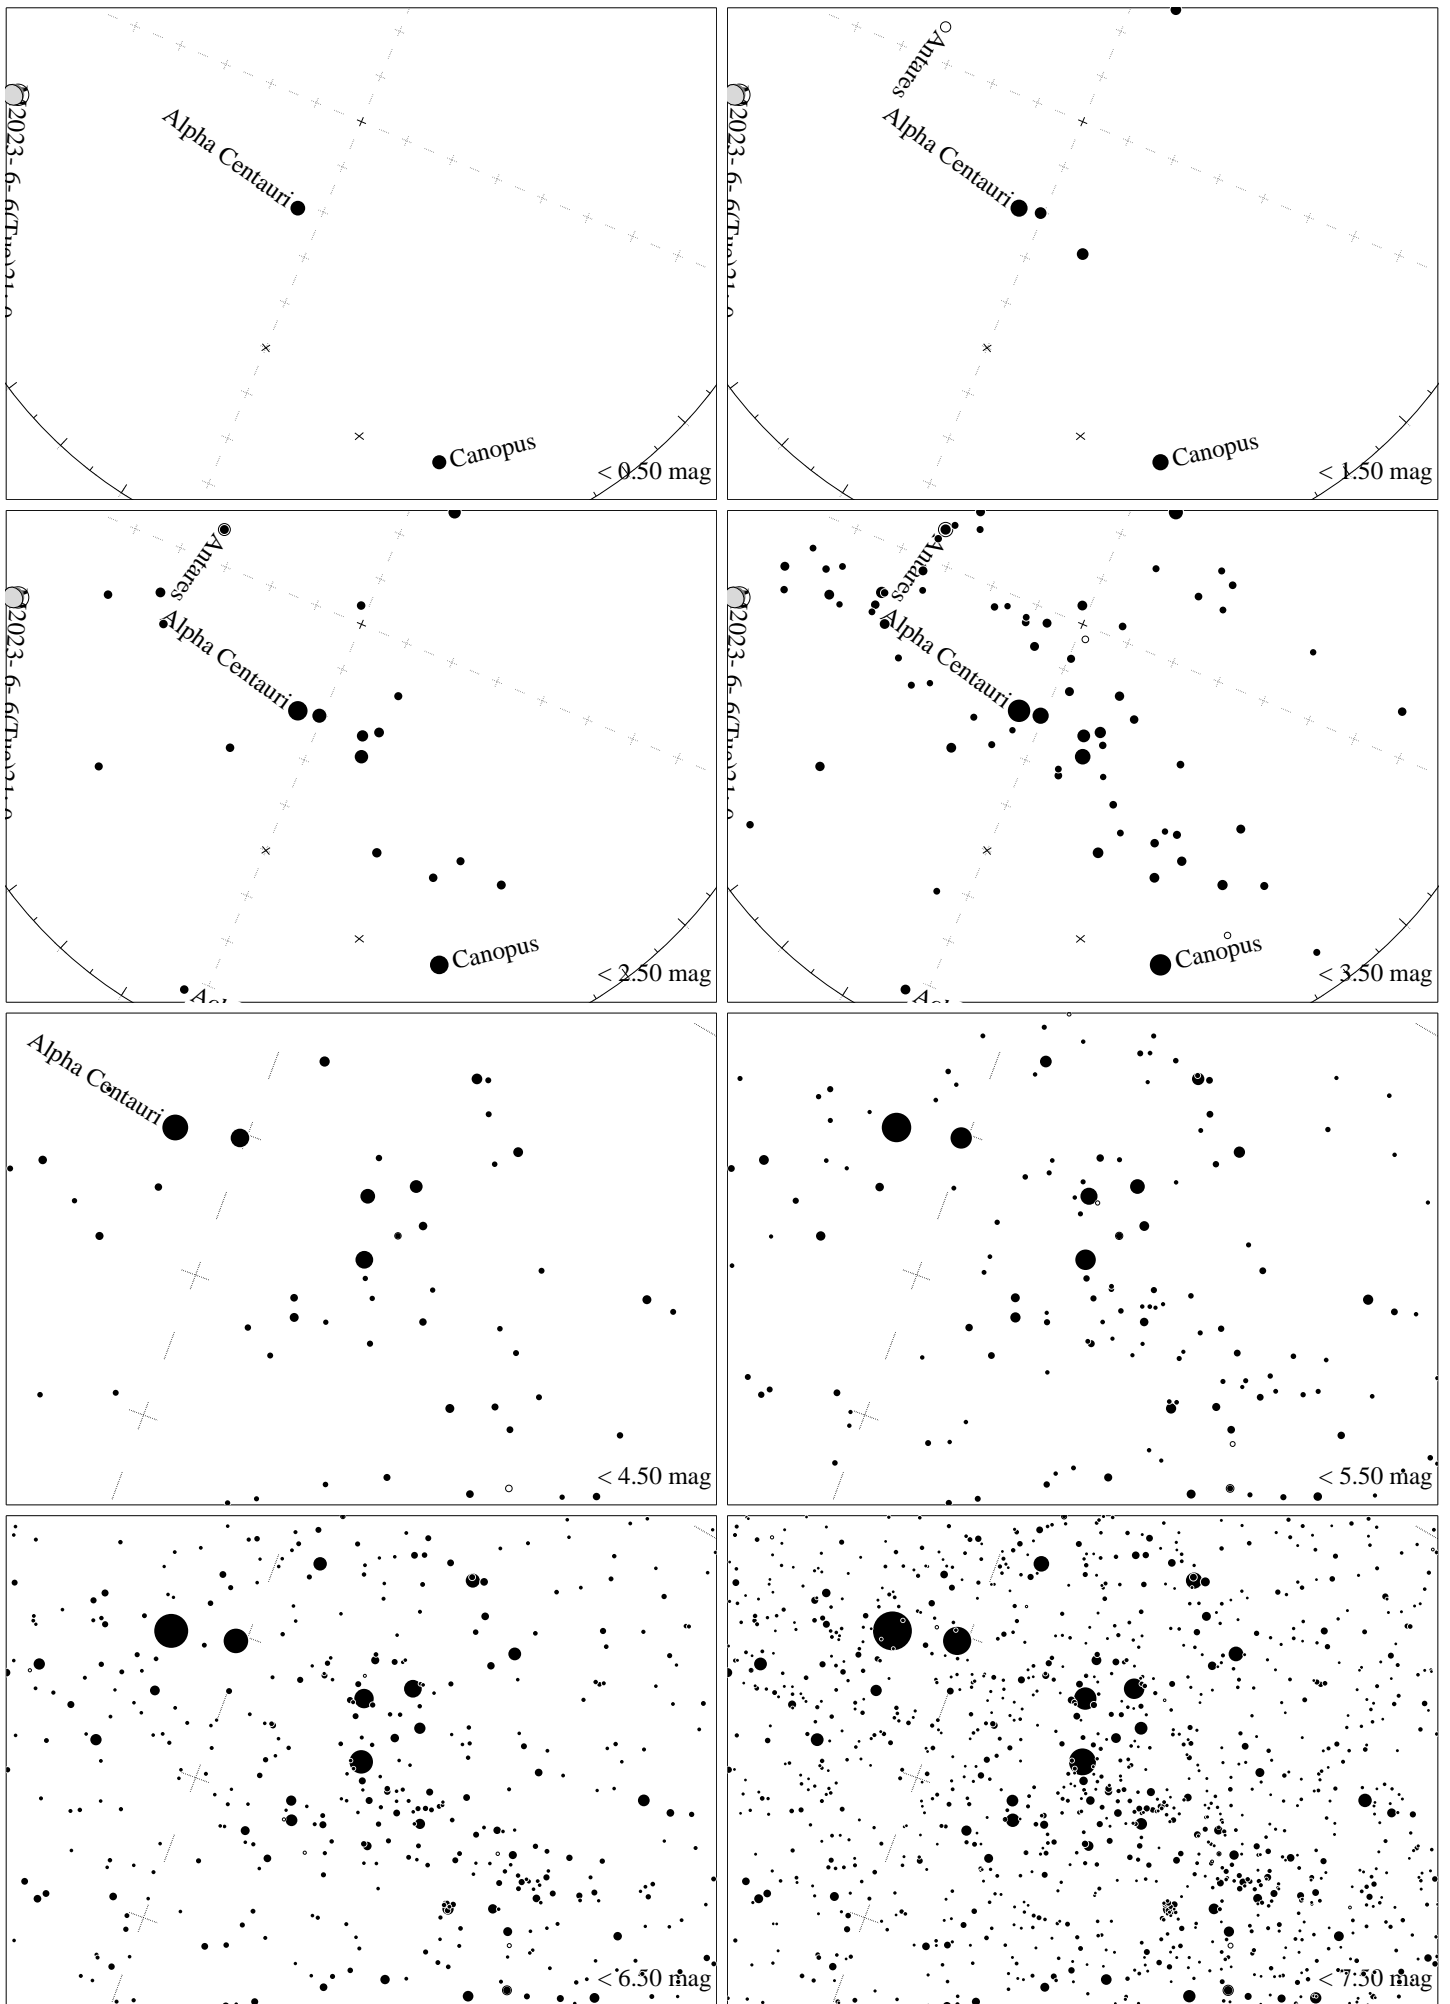 Alpha Centauri
Canopus
< 0.50 mag
Antares
Alpha Centauri
Canopus
< 1.50 mag
Antares
Alpha Centauri
Canopus
< 2.50 mag
Antares
Alpha Centauri
Canopus
< 3.50 mag
Alpha Centauri
< 4.50 mag
< 5.50 mag
< 6.50 mag
< 7.50 mag